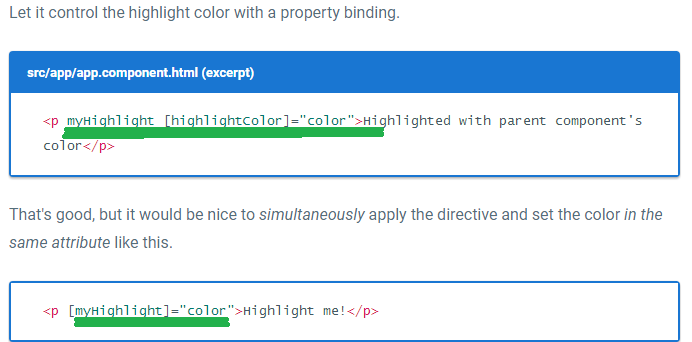 Let it control the highlight color with a property binding.
src/app/app.component.html (excerpt)
<p myHighlight [highlightColor]="color">Highlighted with parent component's
color</p>
That's good, but it would be nice to simultaneously apply the directive and set the color in the
same attribute like this.
<p [myHighlight]="color">Highlight me!</p>